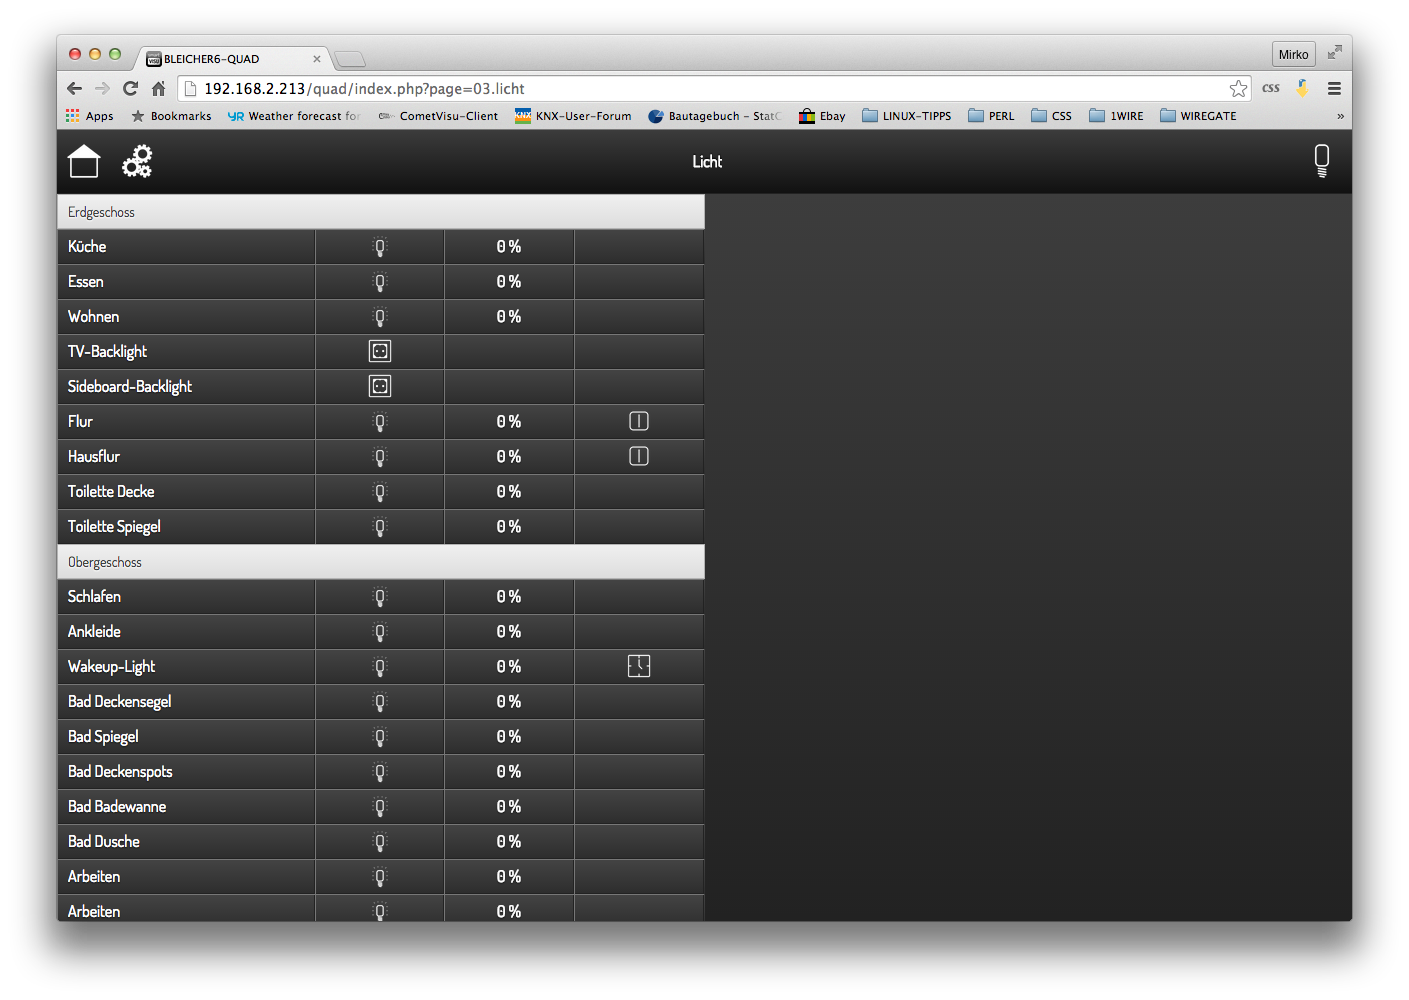 BLEICHER6-QUAD
Mirko
192.168.2.213/quad/index.php?page=03.licht
css
Apps Bookmarks YR Weather forecast for CometVisu-Client KNX KNX-User-Forum Bautagebuch - Stat Ebay LINUX-TIPPS PERL CSS 1WIRE WIREGATE »
Licht
Erdgeschoss
Küche 0 %
Essen 0 %
Wohnen 0 %
TV-Backlight
Sideboard-Backlight
Flur 0 %
Hausflur 0 %
Toilette Decke 0 %
Toilette Spiegel 0 %
Obergeschoss
Schlafen 0 %
Ankleide 0 %
Wakeup-Light 0 %
Bad Deckensegel 0 %
Bad Spiegel 0 %
Bad Deckenspots 0 %
Bad Badewanne 0 %
Bad Dusche 0 %
Arbeiten 0 %
Arbeiten 0 %